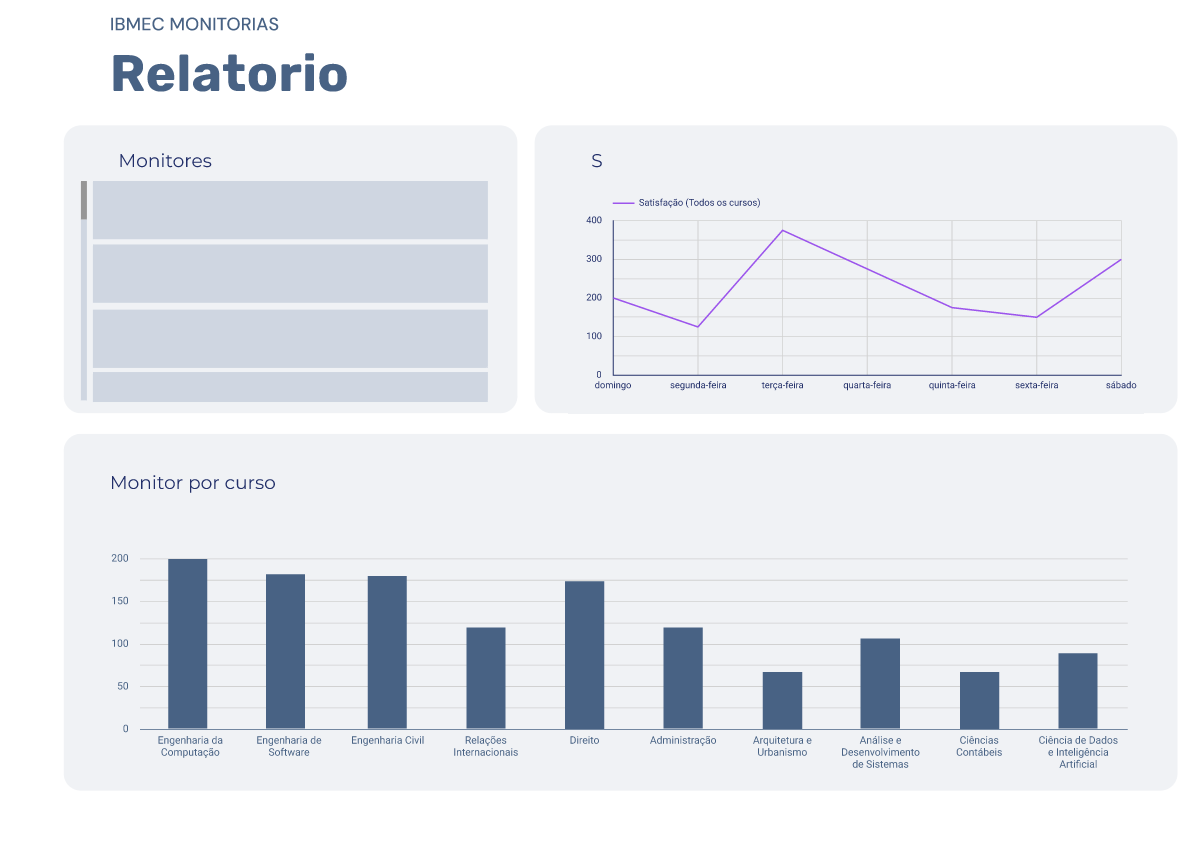 IBMEC MONITORIAS
Relatorio
Monitores
S
Satisfação (Todos os cursos)
400
300
200
100
0
domingo segunda-feira terça-feira quarta-feira quinta-feira sexta-feira sábado
Monitor por curso
200
150
100
50
0
Engenharia da
Computação
Engenharia de
Software
Engenharia Civil
Relações
Internacionais
Direito
Administração
Arquitetura e
Urbanismo
Análise e
Desenvolvimento
de Sistemas
Ciências
Contábeis
Ciência de Dados
e Inteligência
Artificial